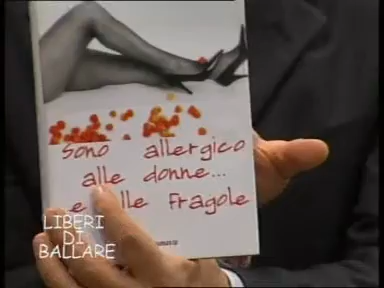 sono allergico
alle donne...
e alle fragole
LIBERI
DI
BALLARE